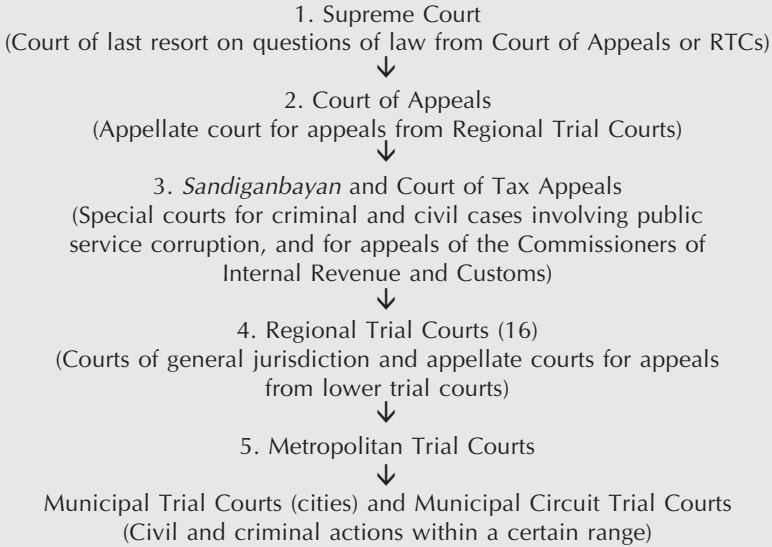 1. Supreme Court
(Court of last resort on questions of law from Court of Appeals or RTCs)
↓
2. Court of Appeals
(Appellate court for appeals from Regional Trial Courts)
↓
3. Sandiganbayan and Court of Tax Appeals
(Special courts for criminal and civil cases involving public
service corruption, and for appeals of the Commissioners of
Internal Revenue and Customs)
↓
4. Regional Trial Courts (16)
(Courts of general jurisdiction and appellate courts for appeals
from lower trial courts)
↓
5. Metropolitan Trial Courts
↓
Municipal Trial Courts (cities) and Municipal Circuit Trial Courts
(Civil and criminal actions within a certain range)